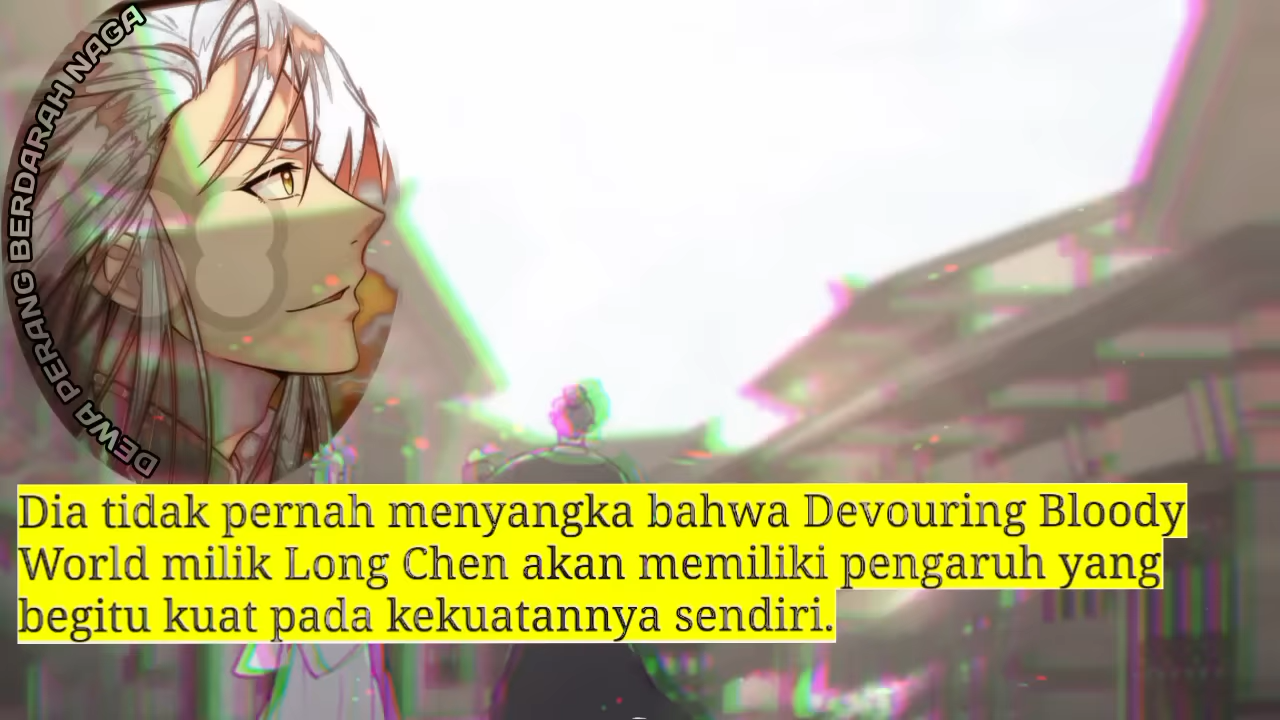 DEWA PERANG BERDARAH NAGA
Dia tidak pernah menyangka bahwa Devouring Bloody
World milik Long Chen akan memiliki pengaruh yang
begitu kuat pada kekuatannya sendiri.